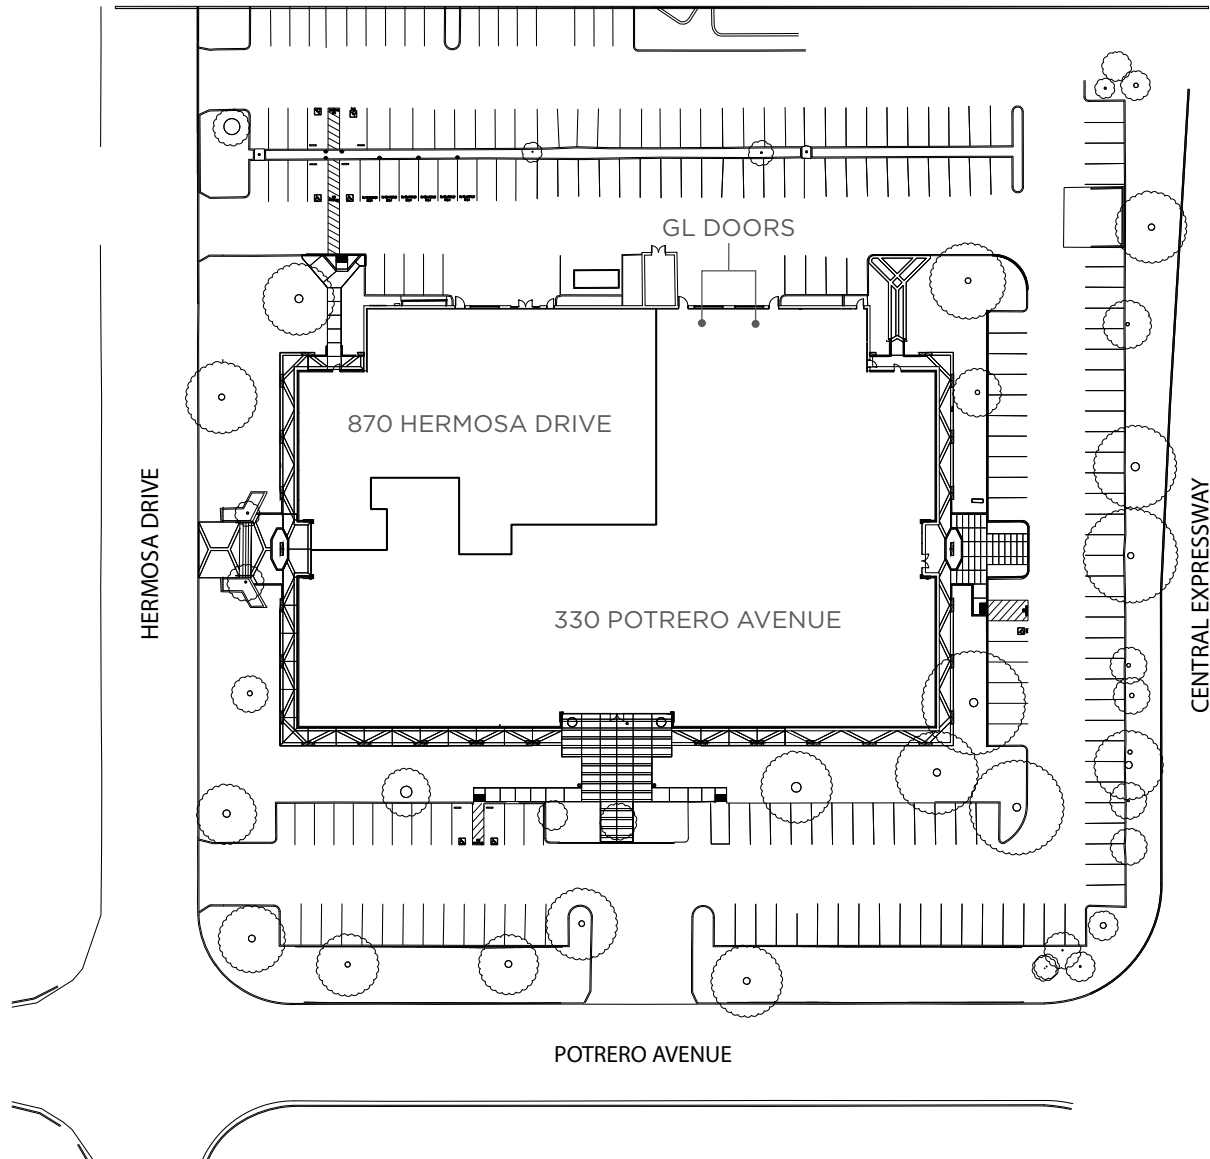 GL DOORS
870 HERMOSA DRIVE
HERMOSA DRIVE
CENTRAL EXPRESSWAY
330 POTRERO AVENUE
POTRERO AVENUE